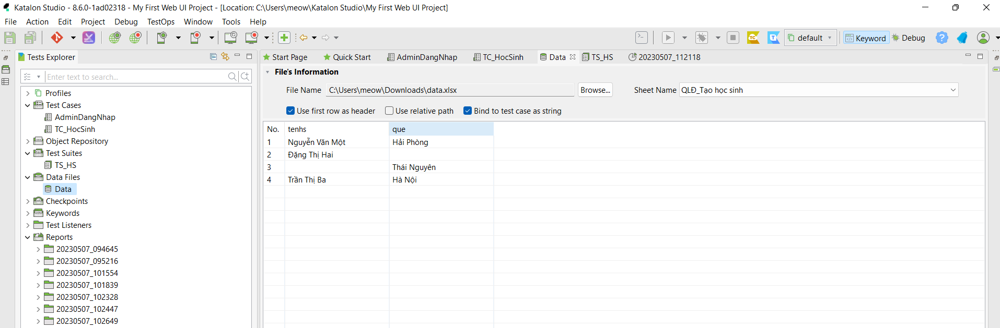 Katalon Studio - 8.6.0-1ad02318 - My First Web UI Project - [Location: C:\Users\meow\Katalon Studio\My First Web UI Project]
File Action Edit Project Debug TestOps Window Tools Help
TC T default Keyword Debug ?
Tests Explorer
Enter text to search...
Profiles
Test Cases
AdminDangNhap
TC_HocSinh
Object Repository
Test Suites
TS_HS
Data Files
Data
Checkpoints
Keywords
Test Listeners
Reports
20230507_094645
20230507_095216
20230507_101554
20230507_101839
20230507_102328
20230507_102447
20230507_102649
Start Page Quick Start AdminDangNhap TC_HocSinh Data TS_HS 20230507_112118
File's Information
File Name C:\Users\meow\Downloads\data.xlsx Browse... Sheet Name QLĐ_Tạo học sinh
Use first row as header Use relative path Bind to test case as string
No. tenhs que
1 Nguyễn Văn Một Hải Phòng
2 Đặng Thị Hai
3 Thái Nguyên
4 Trần Thị Ba Hà Nội